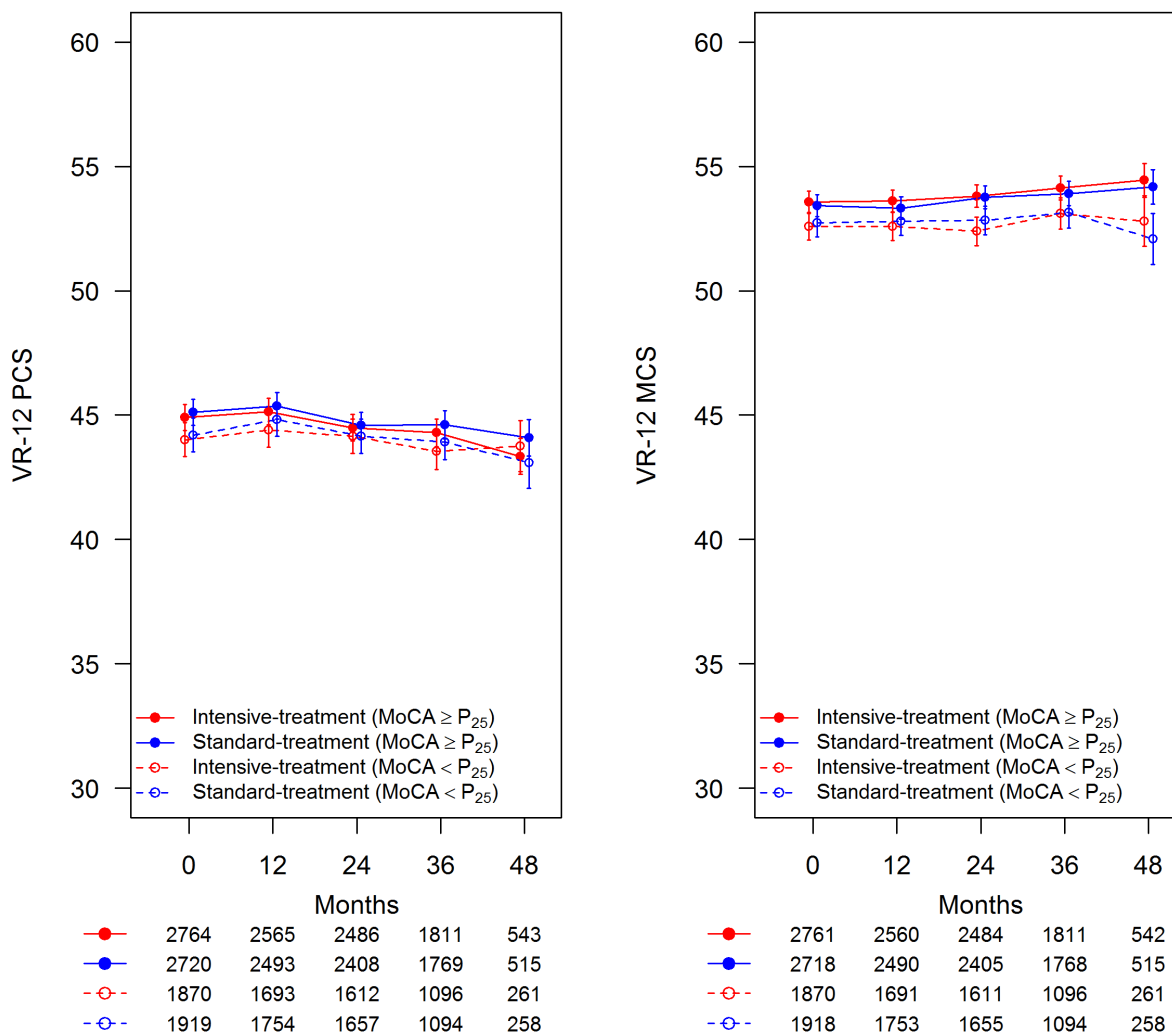 60
55
50
45
40
35
30
VR-12 PCS
Intensive-treatment (MoCA ≥ P25)
Standard-treatment (MoCA ≥ P25)
Intensive-treatment (MoCA < P25)
Standard-treatment (MoCA < P25)
0 12 24 36 48
Months
2764 2565 2486 1811 543
2720 2493 2408 1769 515
1870 1693 1612 1096 261
1919 1754 1657 1094 258
60
55
50
45
40
35
30
VR-12 MCS
Intensive-treatment (MoCA ≥ P25)
Standard-treatment (MoCA ≥ P25)
Intensive-treatment (MoCA < P25)
Standard-treatment (MoCA < P25)
0 12 24 36 48
Months
2761 2560 2484 1811 542
2718 2490 2405 1768 515
1870 1691 1611 1096 261
1918 1753 1655 1094 258